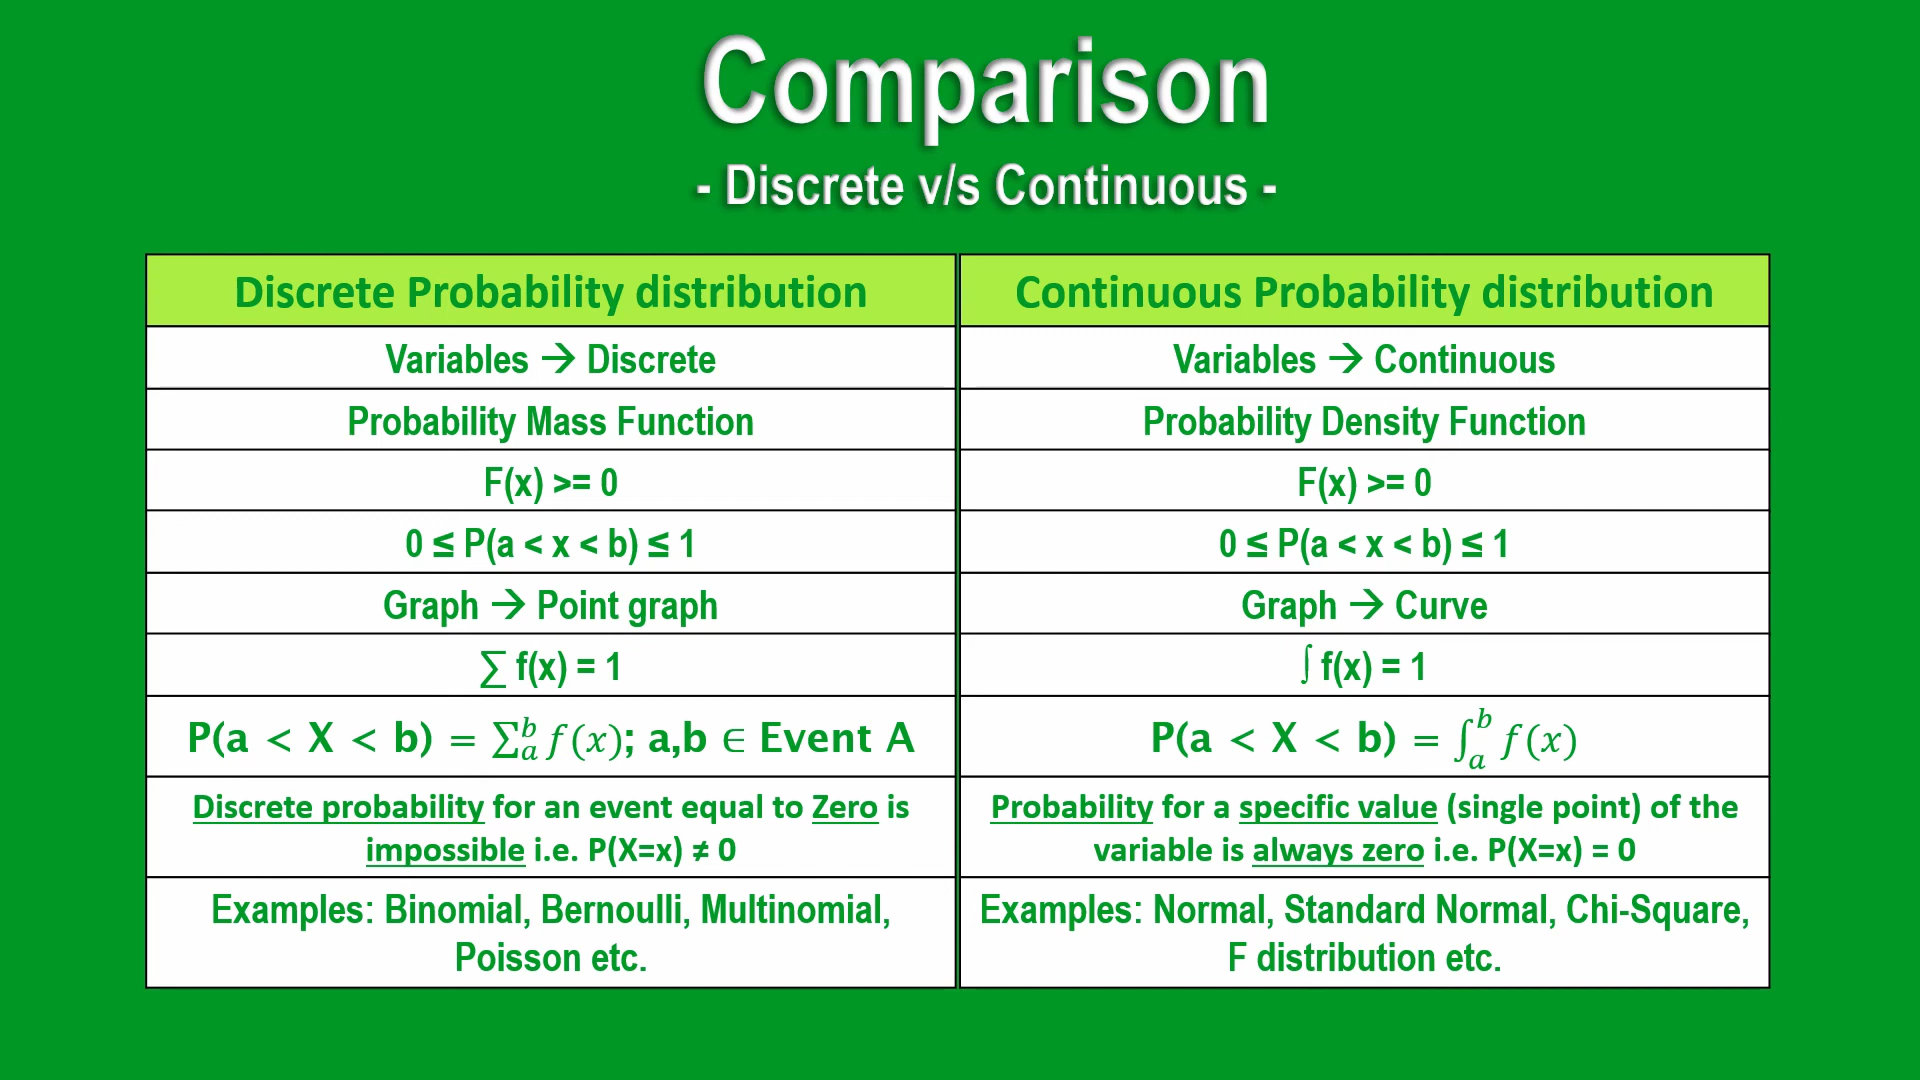 Comparison
- Discrete v/s Continuous -
Discrete Probability distribution
Continuous Probability distribution
Variables → Discrete
Variables → Continuous
Probability Mass Function
Probability Density Function
F(x) >= 0
F(x) >= 0
0 ≤ P(a < x < b) ≤ 1
0 ≤ P(a < x < b) ≤ 1
Graph → Point graph
Graph → Curve
∑ f(x) = 1
∫ f(x) = 1
P(a < X < b) = ∑ₐᵇ f(x); a,b ∈ Event A
P(a < X < b) = ∫ₐᵇ f(x)
Discrete probability for an event equal to Zero is
impossible i.e. P(X=x) ≠ 0
Probability for a specific value (single point) of the
variable is always zero i.e. P(X=x) = 0
Examples: Binomial, Bernoulli, Multinomial,
Poisson etc.
Examples: Normal, Standard Normal, Chi-Square,
F distribution etc.